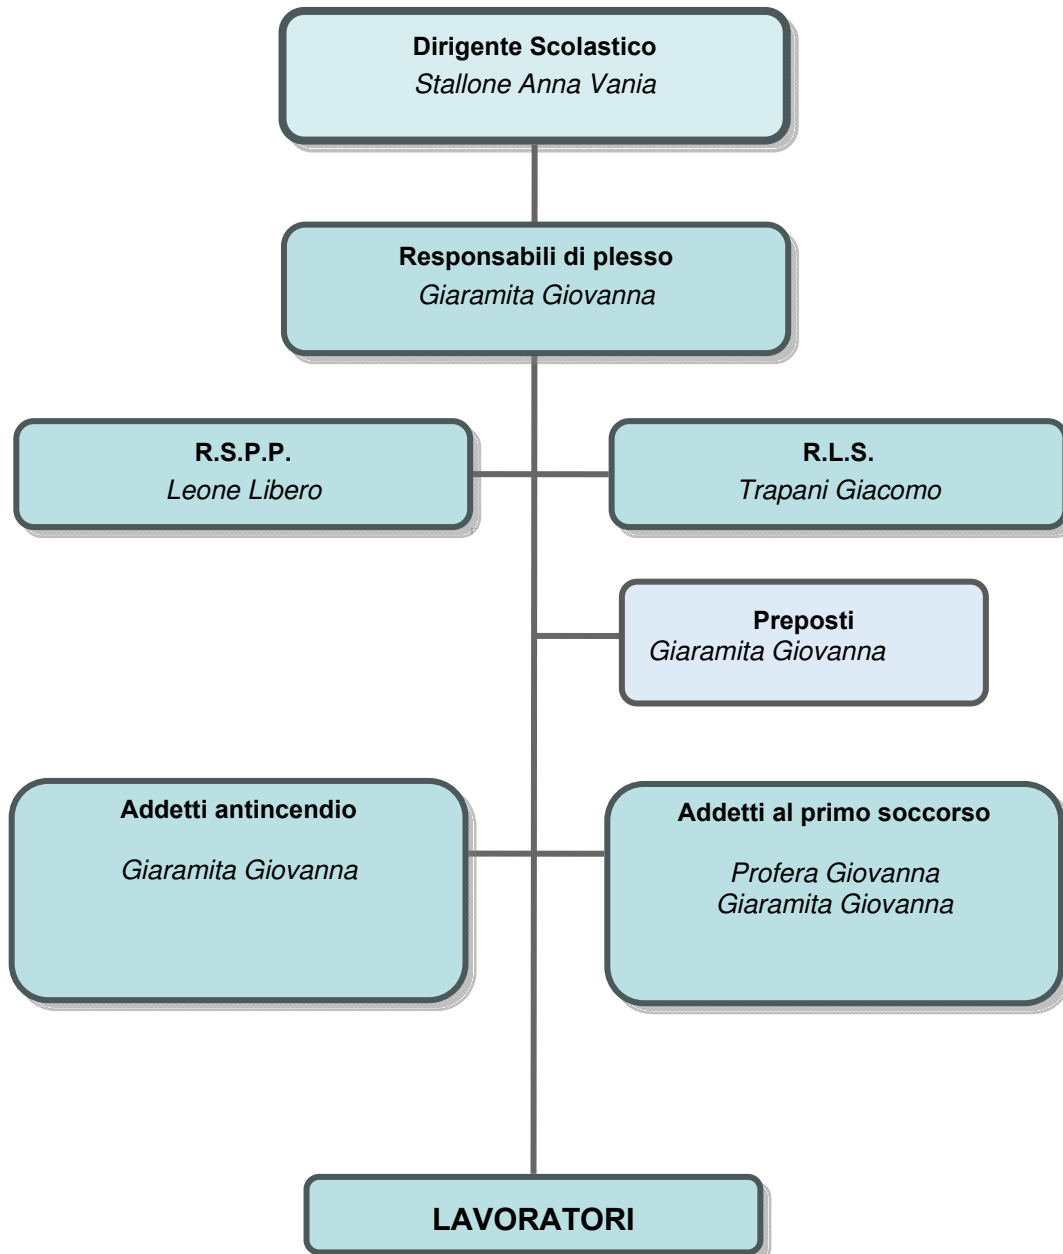 Dirigente Scolastico
Stallone Anna Vania
Responsabili di plesso
Giaramita Giovanna
R.S.P.P.
Leone Libero
R.L.S.
Trapani Giacomo
Preposti
Giaramita Giovanna
Addetti antincendio
Giaramita Giovanna
Addetti al primo soccorso
Profera Giovanna
Giaramita Giovanna
LAVORATORI